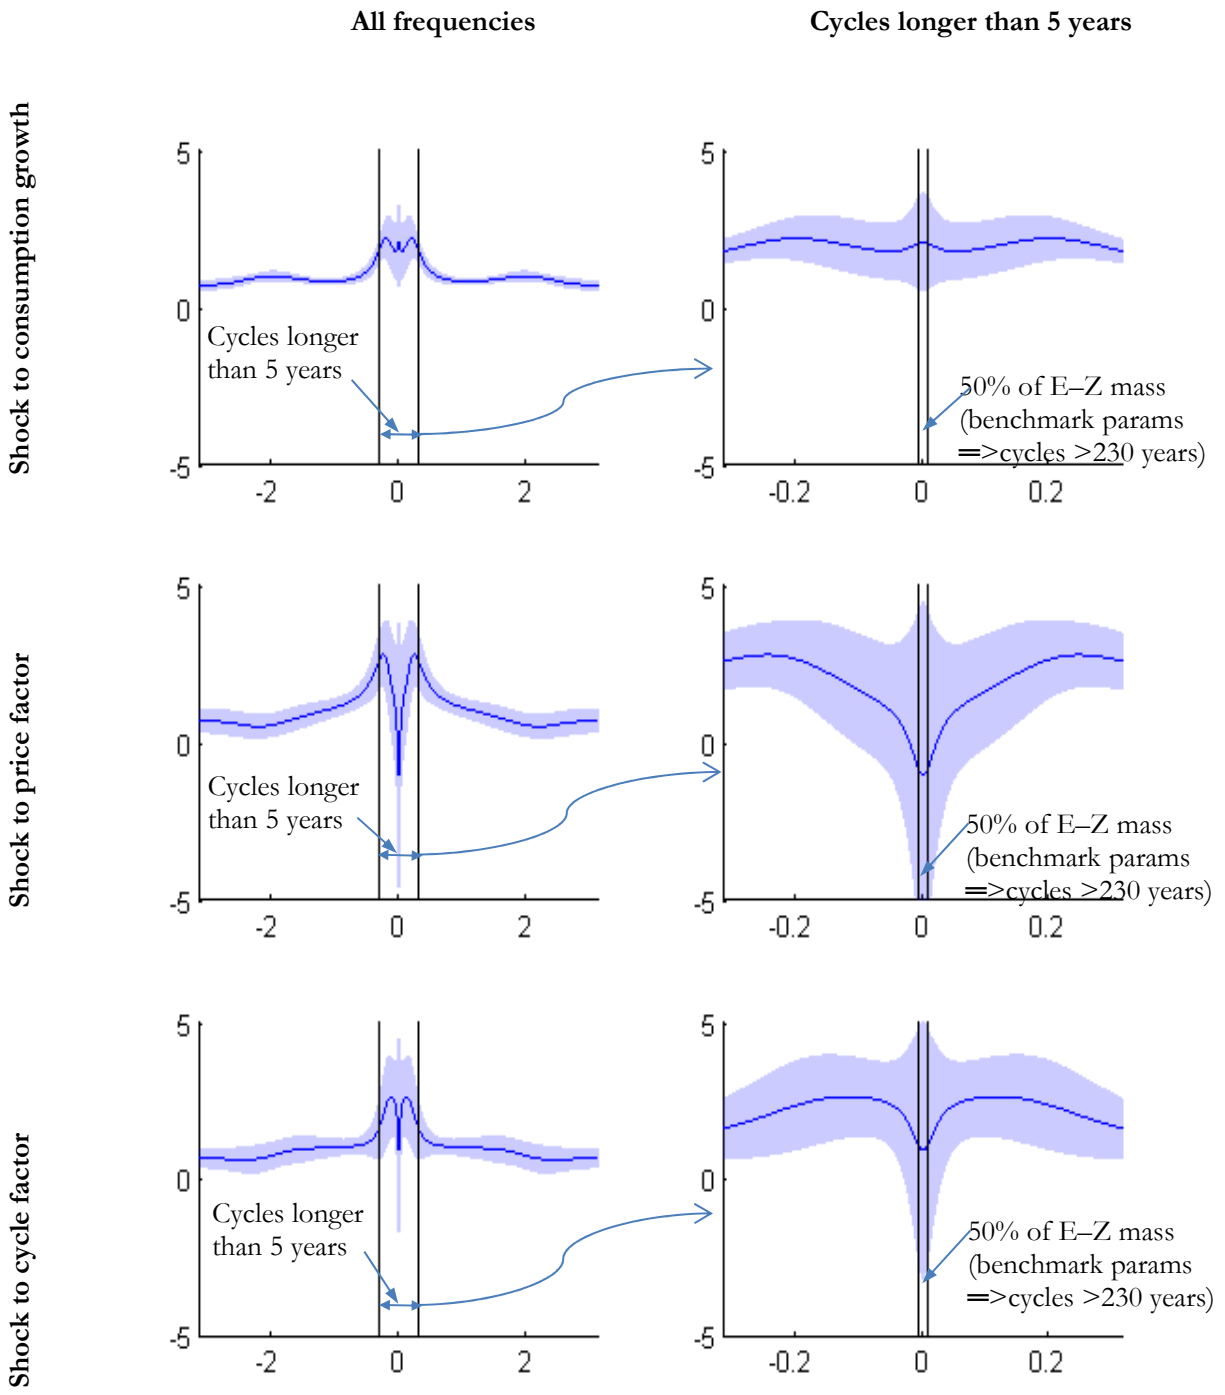 All frequencies
Cycles longer than 5 years
Shock to consumption growth
5
0
-5
-2
0
2
Cycles longer
than 5 years
5
0
-5
-0.2
0
0.2
50% of E–Z mass
(benchmark params
=>cycles >230 years)
Shock to price factor
5
0
-5
-2
0
2
Cycles longer
than 5 years
5
0
-5
-0.2
0
0.2
50% of E–Z mass
(benchmark params
=>cycles >230 years)
Shock to cycle factor
5
0
-5
-2
0
2
Cycles longer
than 5 years
5
0
-5
-0.2
0
0.2
50% of E–Z mass
(benchmark params
=>cycles >230 years)